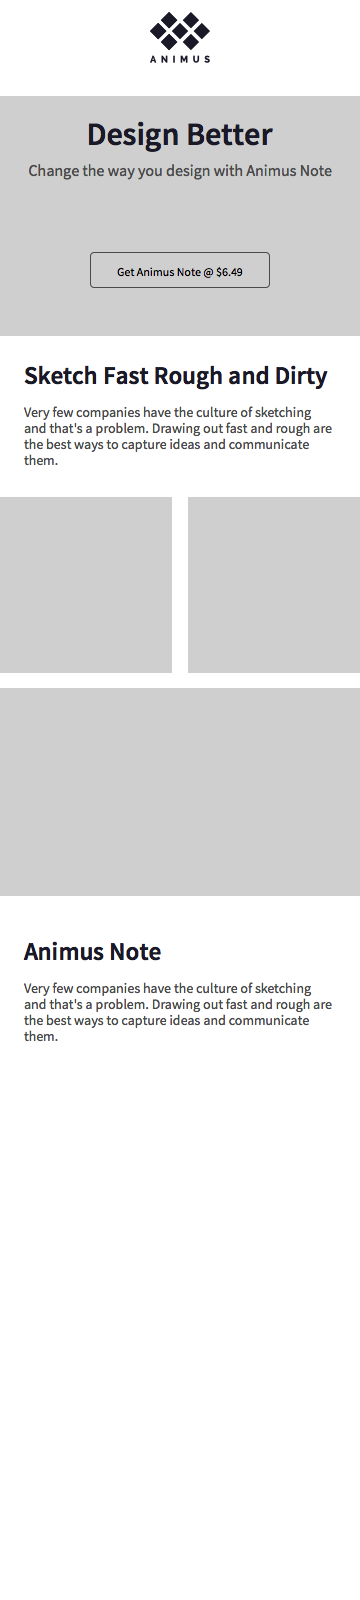 ANIMUS
Design Better
Change the way you design with Animus Note
Get Animus Note @ $6.49
Sketch Fast Rough and Dirty
Very few companies have the culture of sketching
and that's a problem. Drawing out fast and rough are
the best ways to capture ideas and communicate
them.
Animus Note
Very few companies have the culture of sketching
and that's a problem. Drawing out fast and rough are
the best ways to capture ideas and communicate
them.